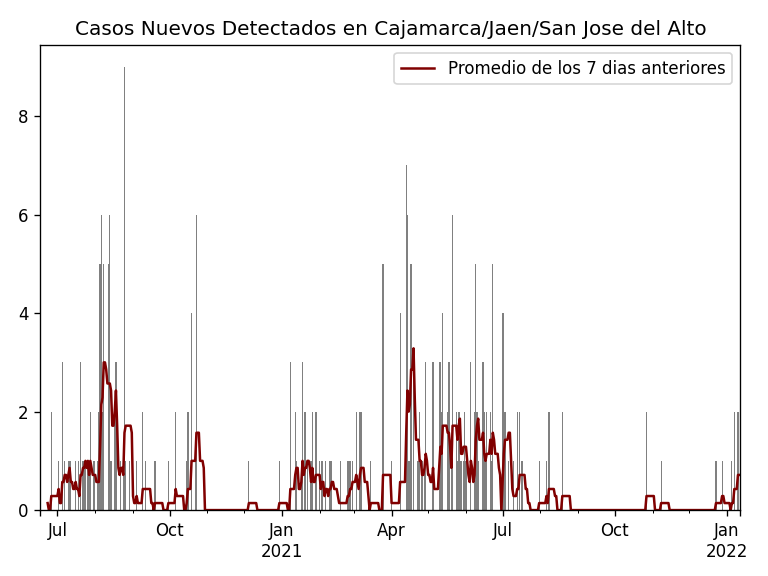 Casos Nuevos Detectados en Cajamarca/Jaen/San Jose del Alto
Promedio de los 7 dias anteriores
8
6
4
2
0
Jul
Oct
Jan
2021
Apr
Jul
Oct
Jan
2022